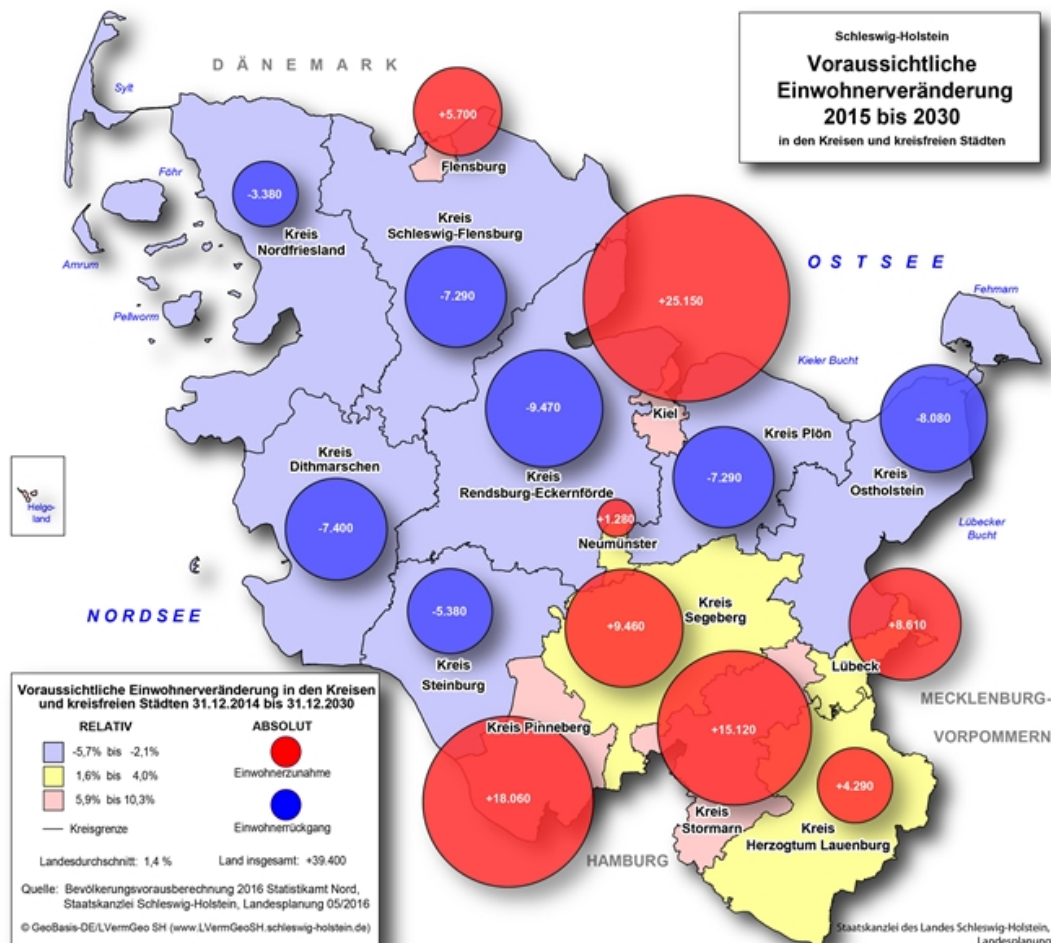 Schleswig-Holstein
Voraussichtliche
Einwohnerveränderung
2015 bis 2030
in den Kreisen und kreisfreien Städten
DÄNEMARK
Sylt
+5.700
Flensburg
Föhr
-3.380
Kreis
Nordfriesland
Kreis
Schleswig-Flensburg
Amrum
OSTSEE
-7.290
+25.150
Fehmarn
Pellworm
Kieler Bucht
-9.470
Kiel
-8.080
Kreis Plön
Kreis
Dithmarschen
Kreis
Rendsburg-Eckernförde
-7.290
Kreis
Ostholstein
Helgo-
land
-7.400
+1.280
Neumünster
Lübecker
Bucht
NORDSEE
-5.380
Kreis
Segeberg
+9.460
+8.610
Kreis
Steinburg
Lübeck
MECKLENBURG-
VORPOMMERN
Kreis Pinneberg
+15.120
+18.060
+4.290
Kreis
Stormarn
Kreis
Herzogtum Lauenburg
HAMBURG
Voraussichtliche Einwohnerveränderung in den Kreisen
und kreisfreien Städten 31.12.2014 bis 31.12.2030
RELATIV
ABSOLUT
-5,7% bis -2,1%
1,6% bis 4,0%
5,9% bis 10,3%
Kreisgrenze
Einwohnerzunahme
Einwohnerrückgang
Landesdurchschnitt: 1,4 %
Land insgesamt: +39.400
Quelle: Bevölkerungsvorausberechnung 2016 Statistikamt Nord,
Staatskanzlei Schleswig-Holstein, Landesplanung 05/2016
© GeoBasis-DE/LVermGeo SH (www.LVermGeoSH.schleswig-holstein.de)
Staatskanzlei des Landes Schleswig-Holstein,
Landesplanung